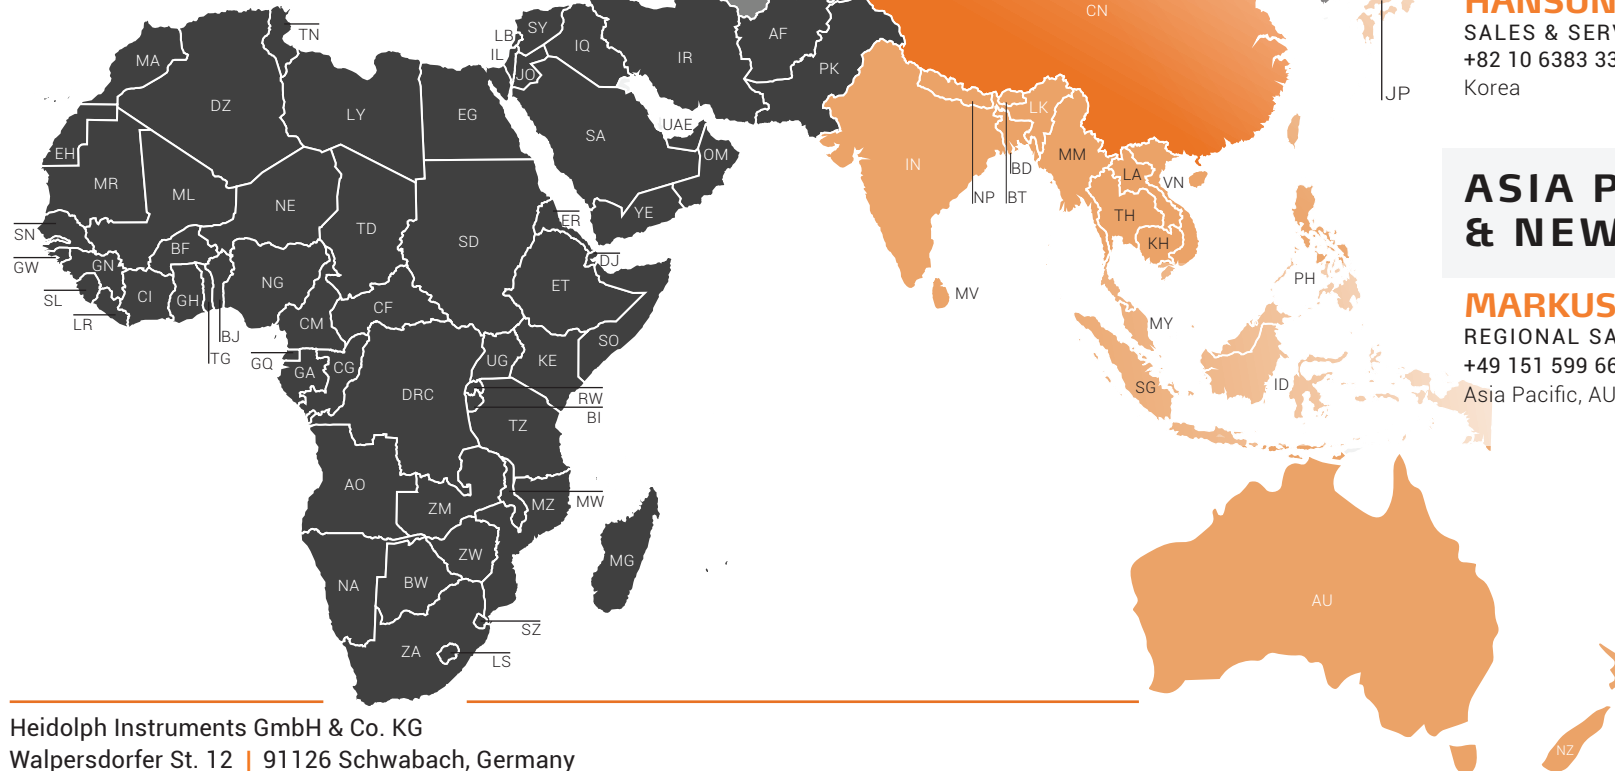 CN
TN
LB
SY
IL
IQ
JO
AF
IR
PK
MA
DZ
LY
EG
SA
UAE
OM
LK
JP
SALES & SER
+82 10 6383 33
Korea
EH
MR
ML
NE
TD
SD
ER
YE
IN
NP
BD
BT
MM
LA
VN
TH
KH
ASIA P
& NEW
SN
GW
GN
BF
SL
LR
CI
GH
TG
BJ
NG
CM
CF
ET
DJ
SO
MV
MY
PH
MARKUS
REGIONAL SA
+49 151 599 66
Asia Pacific, AU
GQ
GA
CG
DRC
UG
KE
RW
BI
TZ
SG
ID
AO
ZM
MZ
MW
ZW
MG
NA
BW
SZ
ZA
LS
AU
NZ
Heidolph Instruments GmbH & Co. KG
Walpersdorfer St. 12 | 91126 Schwabach, Germany